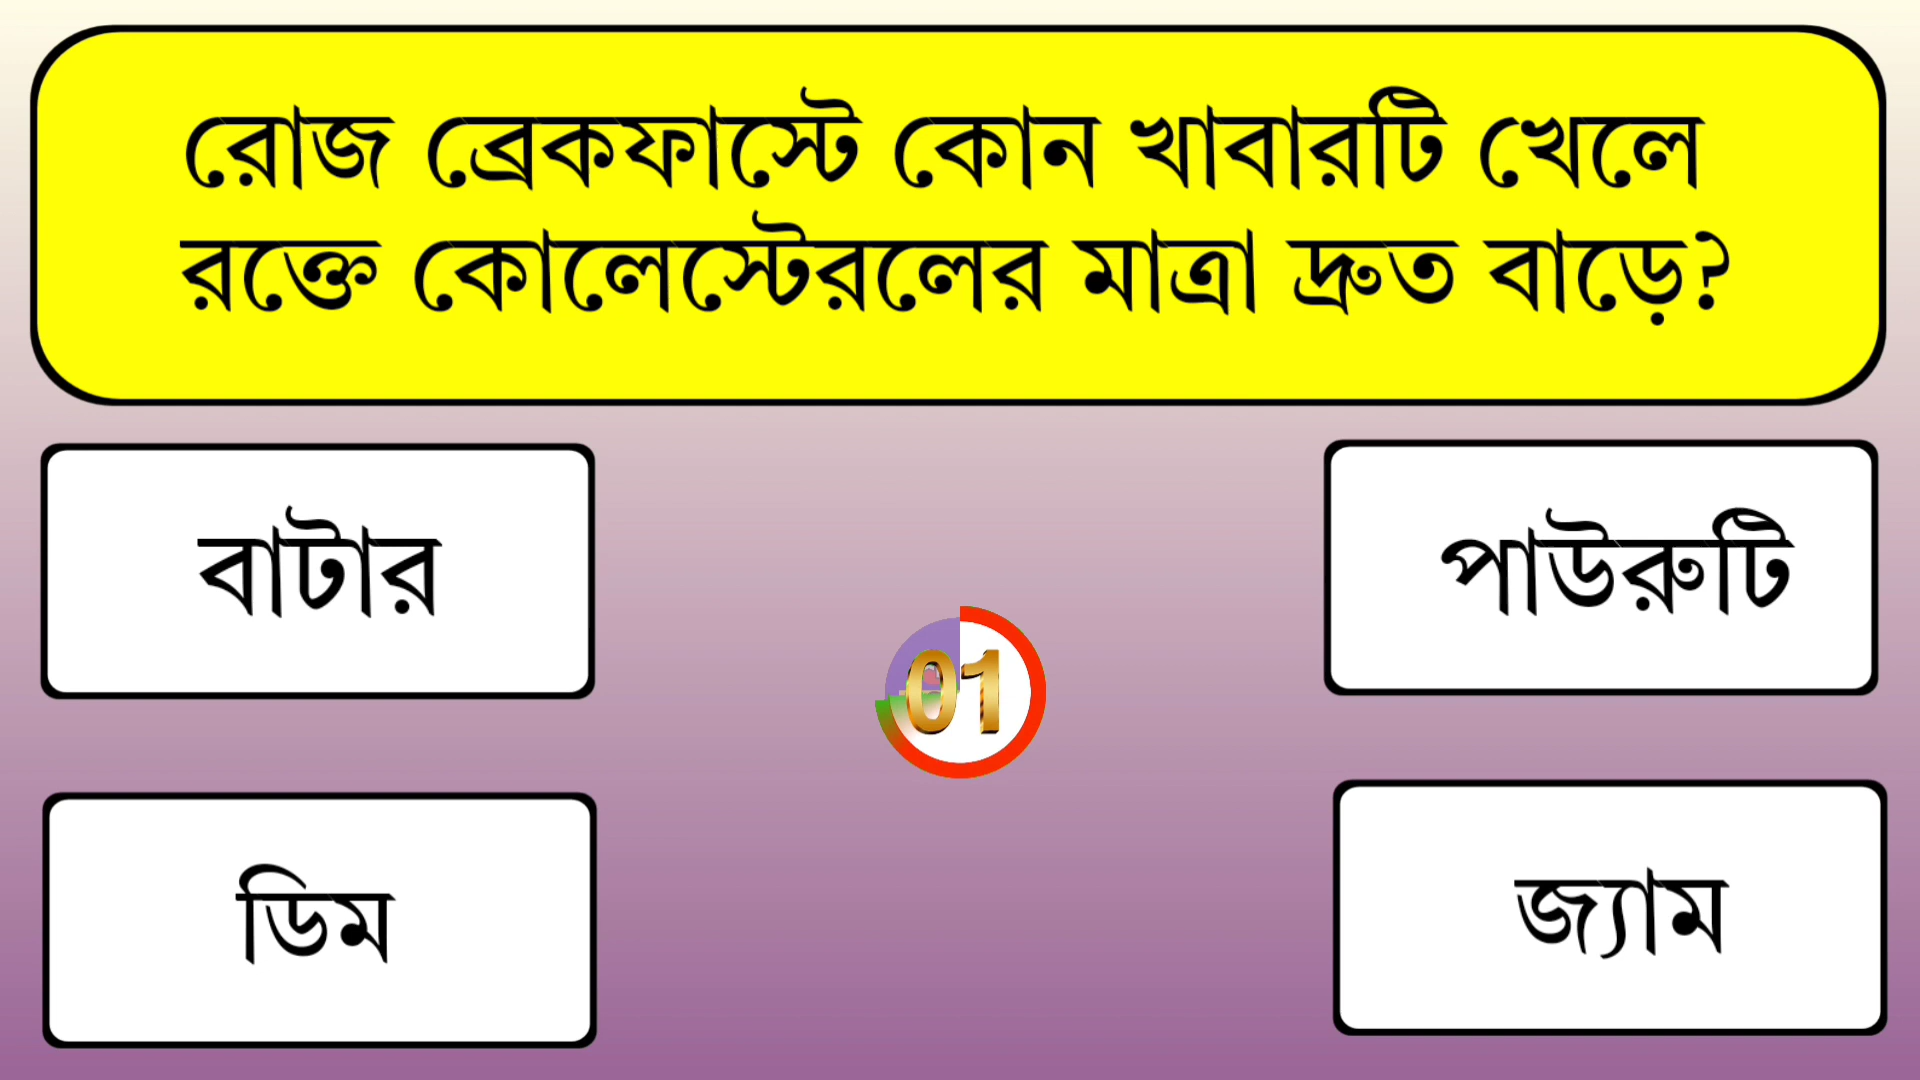 রোজ ব্রেকফাস্টে কোন খাবারটি খেলে
রক্তে কোলেস্টেরলের মাত্রা দ্রুত বাড়ে?
বাটার
পাউরুটি
01
ডিম
জ্যাম